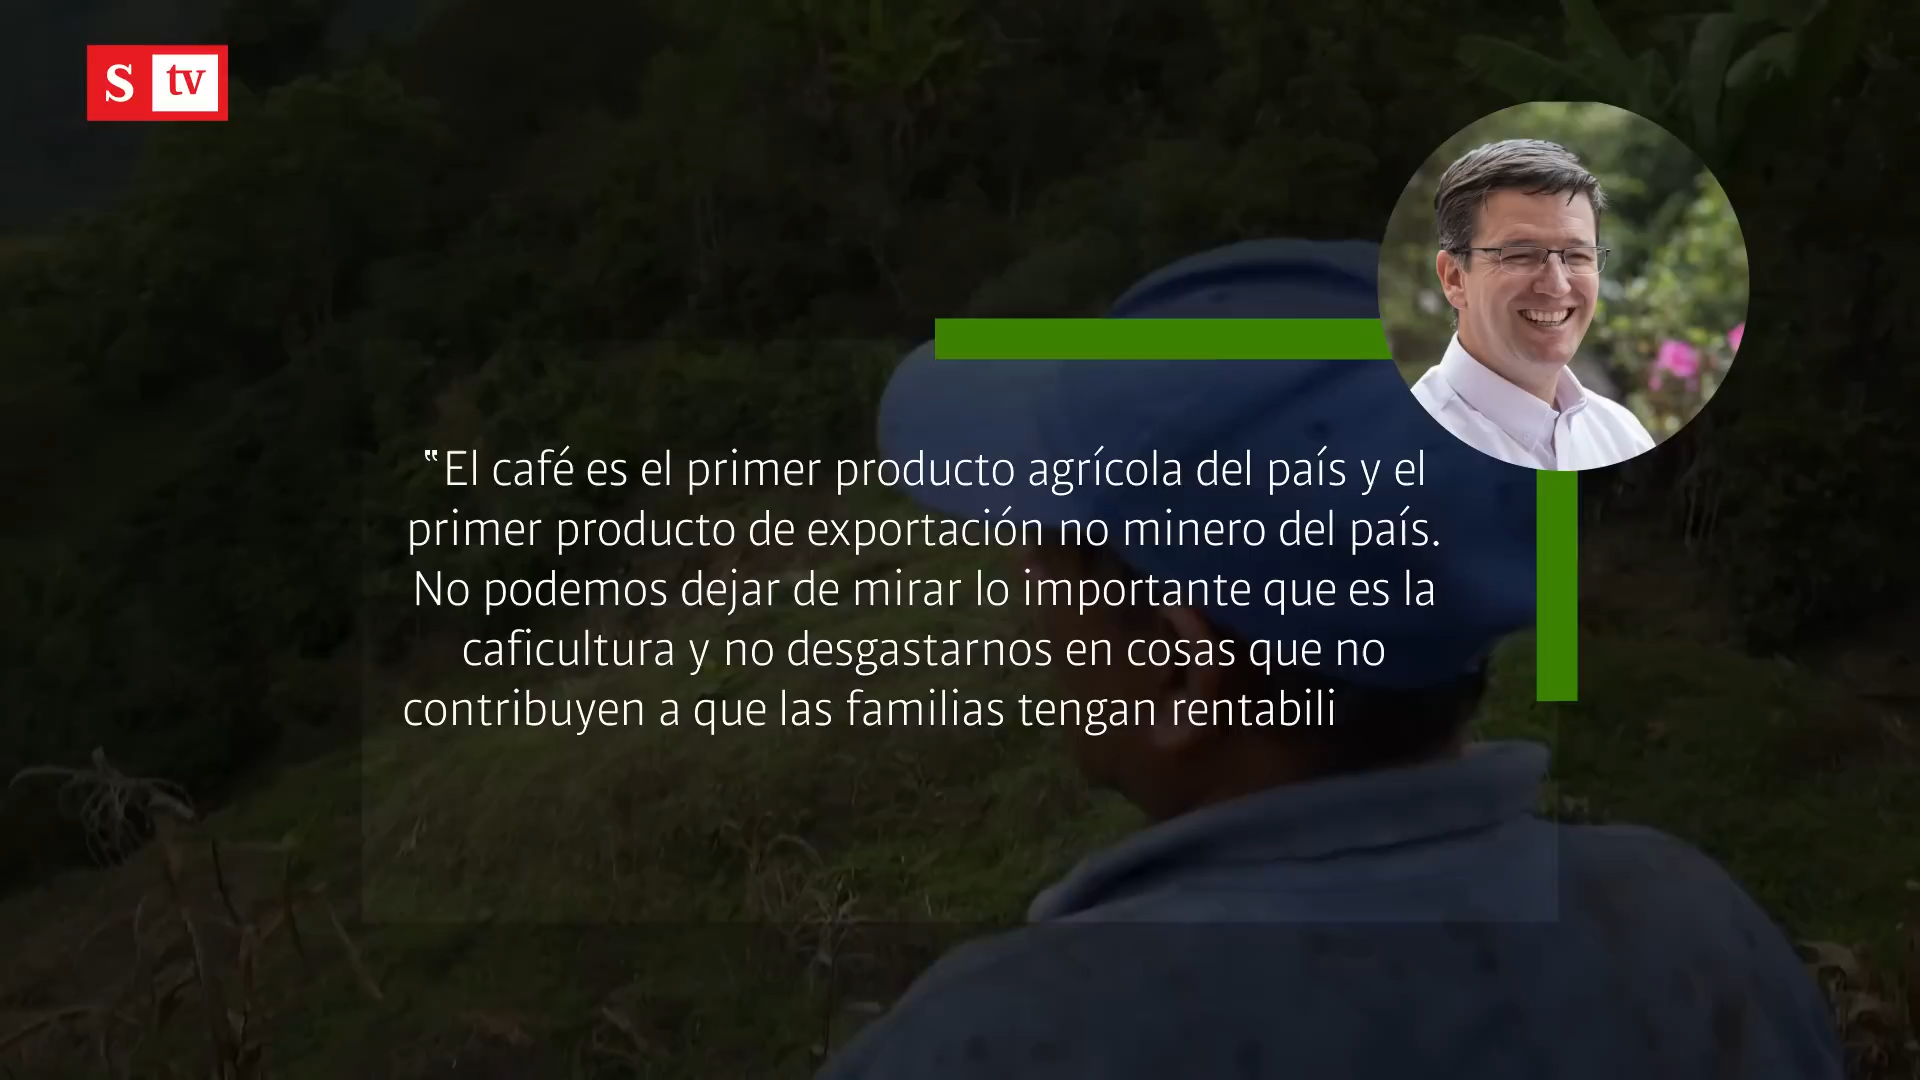 S tv
“El café es el primer producto agrícola del país y el
primer producto de exportación no minero del país.
No podemos dejar de mirar lo importante que es la
caficultura y no desgastarnos en cosas que no
contribuyen a que las familias tengan rentabili